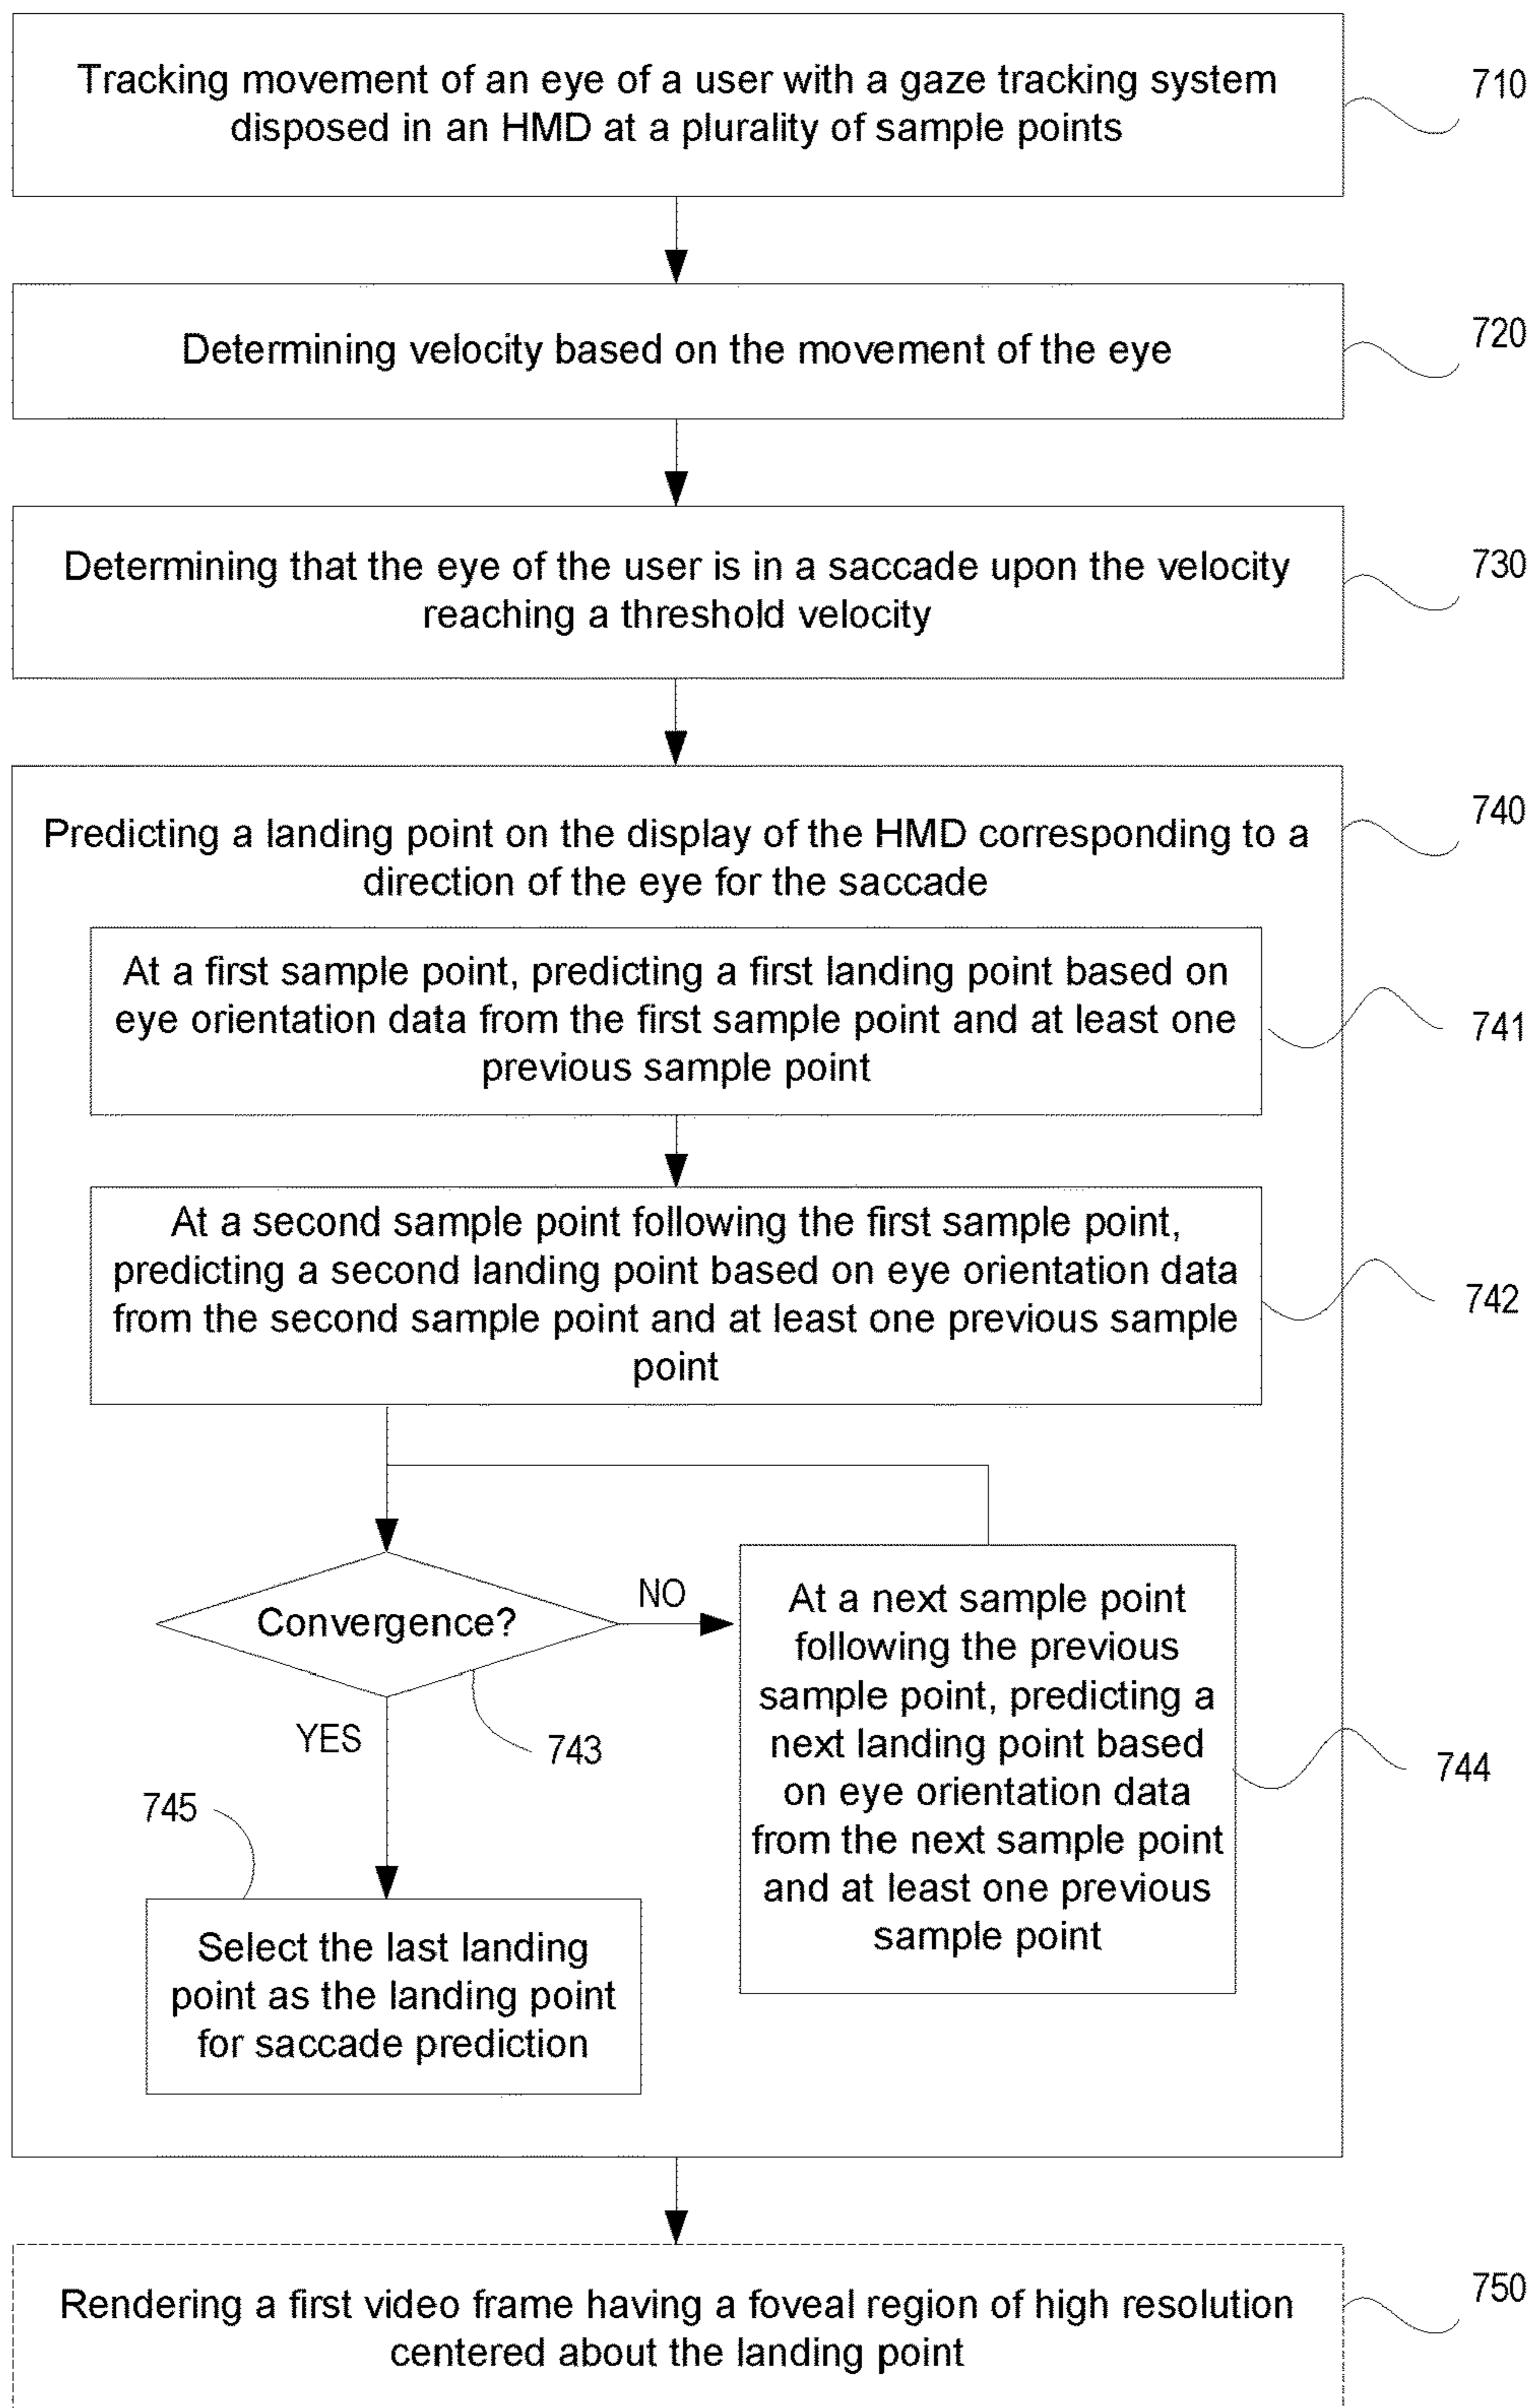 Tracking movement of an eye of a user with a gaze tracking system
disposed in an HMD at a plurality of sample points
710
Determining velocity based on the movement of the eye
720
Determining that the eye of the user is in a saccade upon the velocity
reaching a threshold velocity
730
Predicting a landing point on the display of the HMD corresponding to a
direction of the eye for the saccade
740
At a first sample point, predicting a first landing point based on
eye orientation data from the first sample point and at least one
previous sample point
741
At a second sample point following the first sample point,
predicting a second landing point based on eye orientation data
from the second sample point and at least one previous sample
point
742
Convergence?
NO
YES
743
At a next sample point
following the previous
sample point, predicting a
next landing point based
on eye orientation data
from the next sample point
and at least one previous
sample point
744
745
Select the last landing
point as the landing point
for saccade prediction
Rendering a first video frame having a foveal region of high resolution
centered about the landing point
750